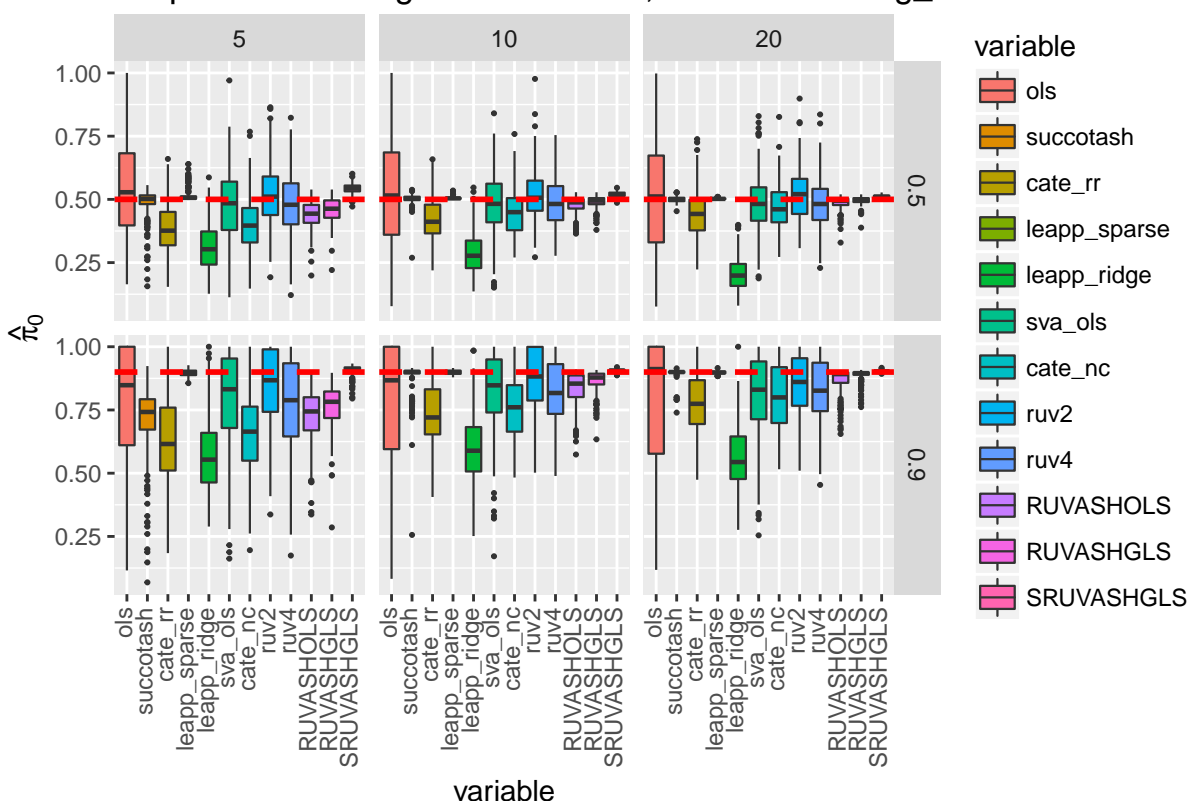 5 10 20
variable
1.00
0.75
0.50
0.25
0.5
1.00
0.75
0.50
0.25
0.9
π̂0
ols succotash cate_rr leapp_sparse leapp_ridge sva_ols cate_nc ruv2 ruv4 RUVASHOLS RUVASHGLS SRUVASHGLS
ols succotash cate_rr leapp_sparse leapp_ridge sva_ols cate_nc ruv2 ruv4 RUVASHOLS RUVASHGLS SRUVASHGLS
ols succotash cate_rr leapp_sparse leapp_ridge sva_ols cate_nc ruv2 ruv4 RUVASHOLS RUVASHGLS SRUVASHGLS
variable
ols
succotash
cate_rr
leapp_sparse
leapp_ridge
sva_ols
cate_nc
ruv2
ruv4
RUVASHOLS
RUVASHGLS
SRUVASHGLS